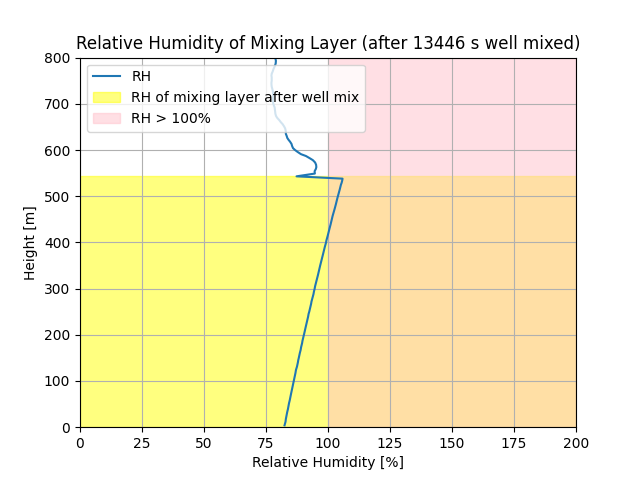 Relative Humidity of Mixing Layer (after 13446 s well mixed)
800
700
600
500
400
300
200
100
0
Height [m]
RH
RH of mixing layer after well mix
RH > 100%
0 25 50 75 100 125 150 175 200
Relative Humidity [%]